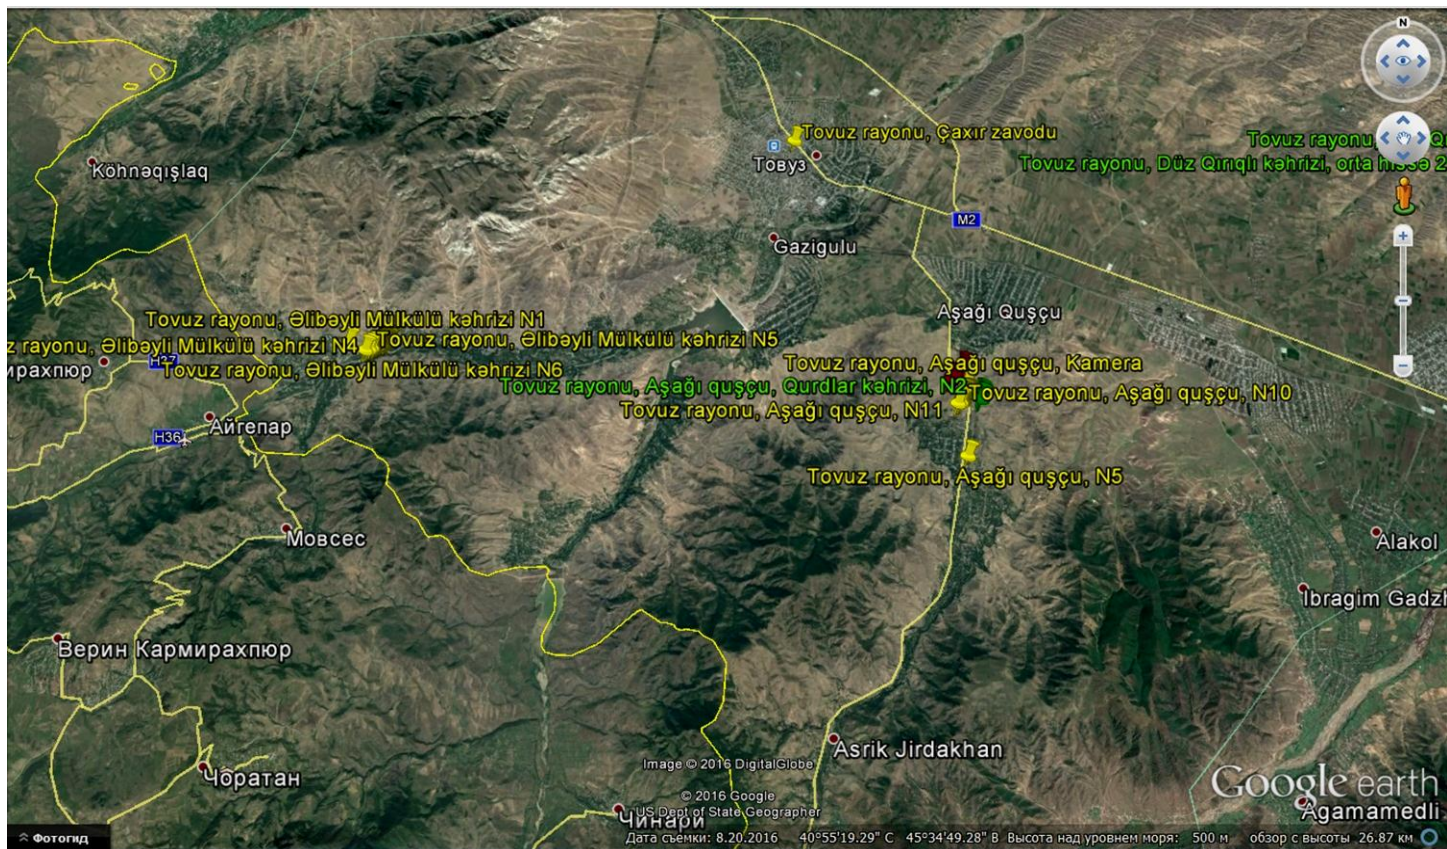 N
Tovuz rayonu, Çaxır zavodu
Товуз
Tovuz rayonu,
Tovuz rayonu, Düz Qırıqlı kəhrizi, orta hissə 2
Köhnəqışlaq
M2
Gazigulu
Aşağı Quşçu
Tovuz rayonu, Əlibəyli Mülkülü kəhrizi N1
z rayonu, Əlibəyli Mülkülü kəhrizi N4
Tovuz rayonu, Əlibəyli Mülkülü kəhrizi N5
H37
ирахпюр
Tovuz rayonu, Əlibəyli Mülkülü kəhrizi N6
Tovuz rayonu, Aşağı quşçu, Kamera
Tovuz rayonu, Aşağı quşçu, Qurdlar kəhrizi, N2
Tovuz rayonu, Aşağı quşçu, N10
Tovuz rayonu, Aşağı quşçu, N11
Айгепар
H36
Tovuz rayonu, Aşağı quşçu, N5
Мовсес
Alakol
Ibragim Gadzh
Верин Кармирахпюр
Asrik Jirdakhan
Чоратан
Image © 2016 DigitalGlobe
© 2016 Google
US Dept of State Geographer
Чинари
Google earth
Agamamedli
Фотогид
Дата съемки: 8.20.2016 40°55'19.29" С 45°34'49.28" В Высота над уровнем моря: 500 м обзор с высоты 26.87 км